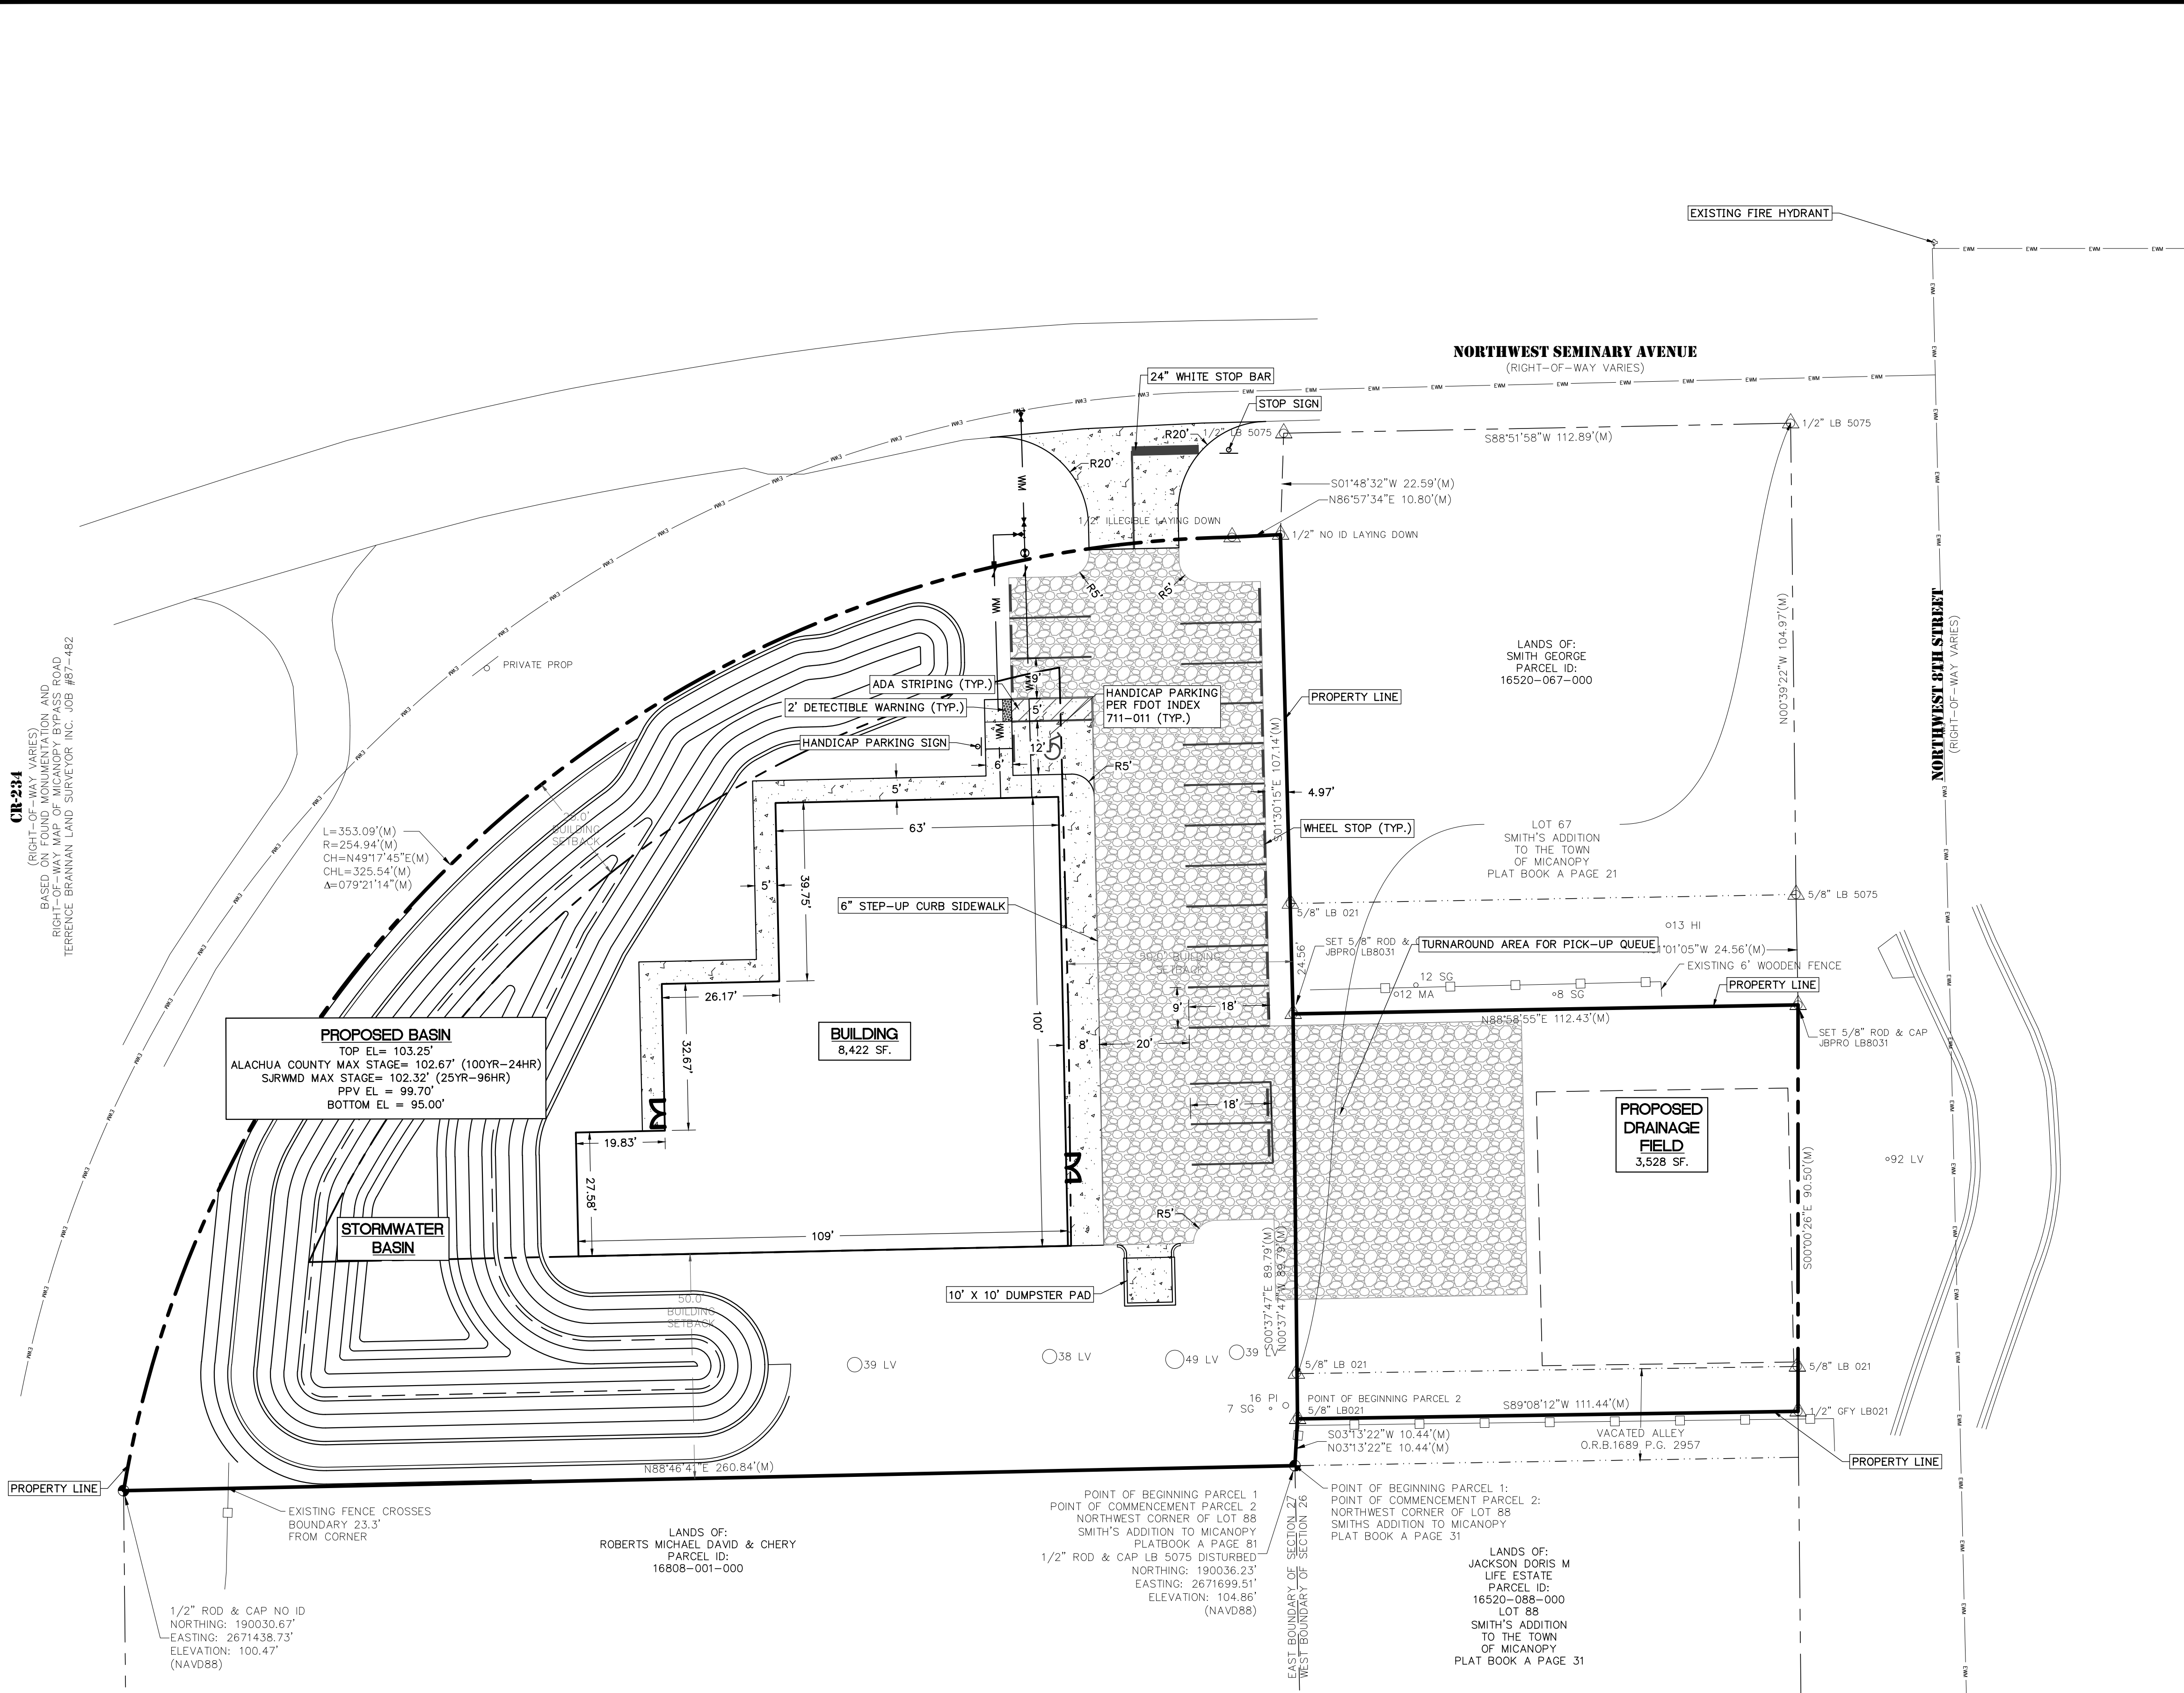 EXISTING FIRE HYDRANT
NORTHWEST SEMINARY AVENUE
(RIGHT-OF-WAY VARIES)
24" WHITE STOP BAR
STOP SIGN
R20'
R20'
1/2" LB 5075
1/2" LB 5075
S88°51'58"W 112.89'(M)
S01°48'32"W 22.59'(M)
N86°57'34"E 10.80'(M)
1/2" ILLEGIBLE LAYING DOWN
1/2" NO ID LAYING DOWN
R5'
R5'
EWM
WM
WM
WM
WM
PRIVATE PROP
LANDS OF:
SMITH GEORGE
PARCEL ID:
16520-067-000
N00°39'22"W 104.97'(M)
NORTHWEST 8TH STREET
(RIGHT-OF-WAY VARIES)
CR-234
(RIGHT-OF-WAY VARIES)
BASED ON FOUND MONUMENTATION AND
RIGHT-OF-WAY MAP OF MICANOPY BYPASS ROAD
TERRENCE BRANNAN LAND SURVEYOR INC. JOB #87-482
ADA STRIPING (TYP.)
2' DETECTIBLE WARNING (TYP.)
HANDICAP PARKING SIGN
9'
5'
12'
6'
HANDICAP PARKING
PER FDOT INDEX
711-011 (TYP.)
R5'
PROPERTY LINE
S01°30'15"E 107.14'(M)
4.97'
WHEEL STOP (TYP.)
5'
63'
5'
39.75'
BUILDING
SETBACK
L=353.09'(M)
R=254.94'(M)
CH=N49°17'45"E(M)
CHL=325.54'(M)
Δ=079°21'14"(M)
LOT 67
SMITH'S ADDITION
TO THE TOWN
OF MICANOPY
PLAT BOOK A PAGE 21
5/8" LB 5075
5/8" LB 021
6" STEP-UP CURB SIDEWALK
13 HI
SET 5/8" ROD &
JBPRO LB8031
TURNAROUND AREA FOR PICK-UP QUEUE
01'05"W 24.56'(M)
24.56'
50.0' BUILDING
SETBACK
EXISTING 6' WOODEN FENCE
12 SG
12 MA
8 SG
PROPERTY LINE
N88°58'55"E 112.43'(M)
SET 5/8" ROD & CAP
JBPRO LB8031
26.17'
9'
18'
100'
8'
20'
32.67'
BUILDING
8,422 SF.
PROPOSED BASIN
TOP EL= 103.25'
ALACHUA COUNTY MAX STAGE= 102.67' (100YR-24HR)
SJRWMD MAX STAGE= 102.32' (25YR-96HR)
PPV EL = 99.70'
BOTTOM EL = 95.00'
18'
PROPOSED
DRAINAGE
FIELD
3,528 SF.
92 LV
S00°00'26"E 90.50'(M)
19.83'
27.58'
STORMWATER
BASIN
R5'
109'
S00°37'47"E 89.79'(M)
N00°37'47"W 89.79'(M)
10' X 10' DUMPSTER PAD
50.0'
BUILDING
SETBACK
39 LV
38 LV
49 LV
39 LV
5/8" LB 021
5/8" LB 021
16 PI
7 SG
POINT OF BEGINNING PARCEL 2
5/8" LB021
S89°08'12"W 111.44'(M)
1/2" GFY LB021
S03°13'22"W 10.44'(M)
N03°13'22"E 10.44'(M)
VACATED ALLEY
O.R.B.1689 P.G. 2957
PROPERTY LINE
N88°46'41"E 260.84'(M)
PROPERTY LINE
EXISTING FENCE CROSSES
BOUNDARY 23.3'
FROM CORNER
LANDS OF:
ROBERTS MICHAEL DAVID & CHERY
PARCEL ID:
16808-001-000
POINT OF BEGINNING PARCEL 1
POINT OF COMMENCEMENT PARCEL 2
NORTHWEST CORNER OF LOT 88
SMITH'S ADDITION TO MICANOPY
PLATBOOK A PAGE 81
1/2" ROD & CAP LB 5075 DISTURBED
NORTHING: 190036.23'
EASTING: 2671699.51'
ELEVATION: 104.86'
(NAVD88)
EAST BOUNDARY OF SECTION 27
WEST BOUNDARY OF SECTION 26
POINT OF BEGINNING PARCEL 1:
POINT OF COMMENCEMENT PARCEL 2:
NORTHWEST CORNER OF LOT 88
SMITHS ADDITION TO MICANOPY
PLAT BOOK A PAGE 31
LANDS OF:
JACKSON DORIS M
LIFE ESTATE
PARCEL ID:
16520-088-000
LOT 88
SMITH'S ADDITION
TO THE TOWN
OF MICANOPY
PLAT BOOK A PAGE 31
1/2" ROD & CAP NO ID
NORTHING: 190030.67'
EASTING: 2671438.73'
ELEVATION: 100.47'
(NAVD88)